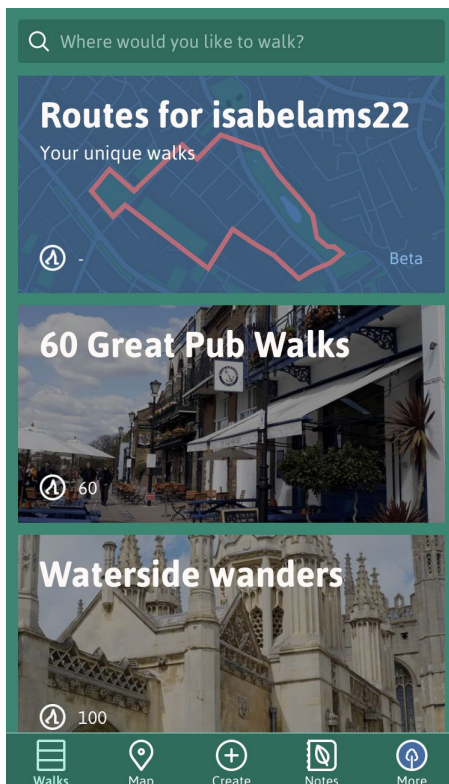 Where would you like to walk?
Routes for isabelams22
Your unique walks
-
Beta
60 Great Pub Walks
60
Waterside wanders
100
Walks
Map
Create
Notes
More